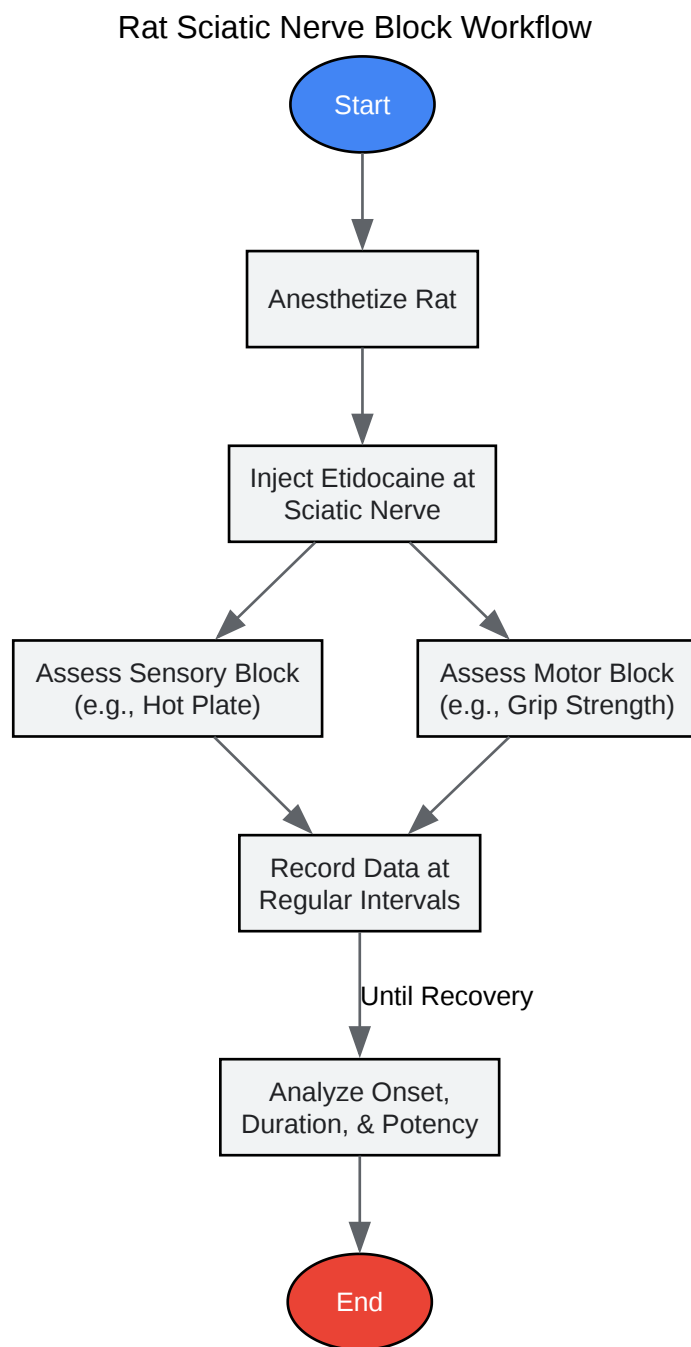 Rat Sciatic Nerve Block Workflow
Start
Anesthetize Rat
Inject Etidocaine at
Sciatic Nerve
Assess Sensory Block
(e.g., Hot Plate)
Assess Motor Block
(e.g., Grip Strength)
Record Data at
Regular Intervals
Until Recovery
Analyze Onset,
Duration, & Potency
End